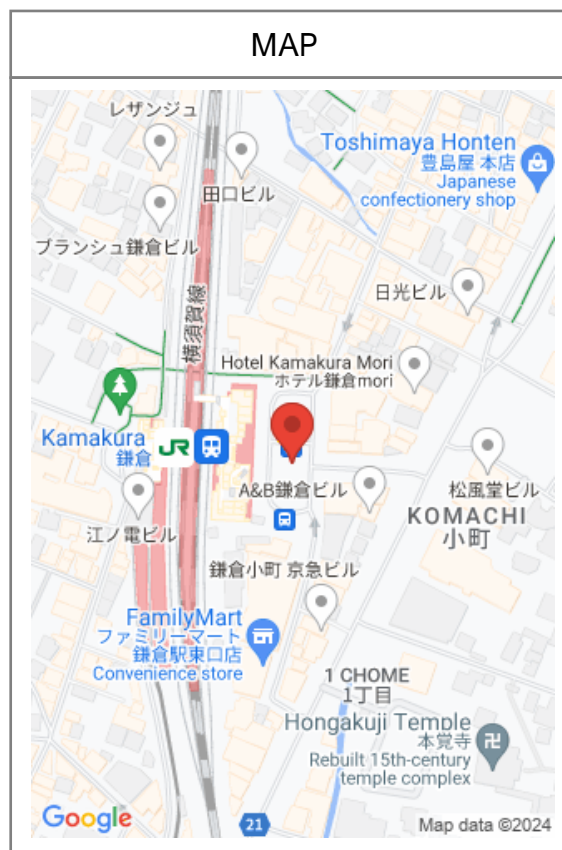 MAP
レザンジュ
Toshimaya Honten
豊島屋 本店
Japanese
confectionery shop
田口ビル
ブランシュ鎌倉ビル
日光ビル
横須賀線
Hotel Kamakura Mori
ホテル鎌倉mori
Kamakura
鎌倉
JR
A&B鎌倉ビル
松風堂ビル
KOMACHI
小町
江ノ電ビル
鎌倉小町 京急ビル
FamilyMart
ファミリーマート
鎌倉駅東口店
Convenience store
1 CHOME
1丁目
Hongakuji Temple
本覚寺
Rebuilt 15th-century
temple complex
Google
21
Map data ©2024